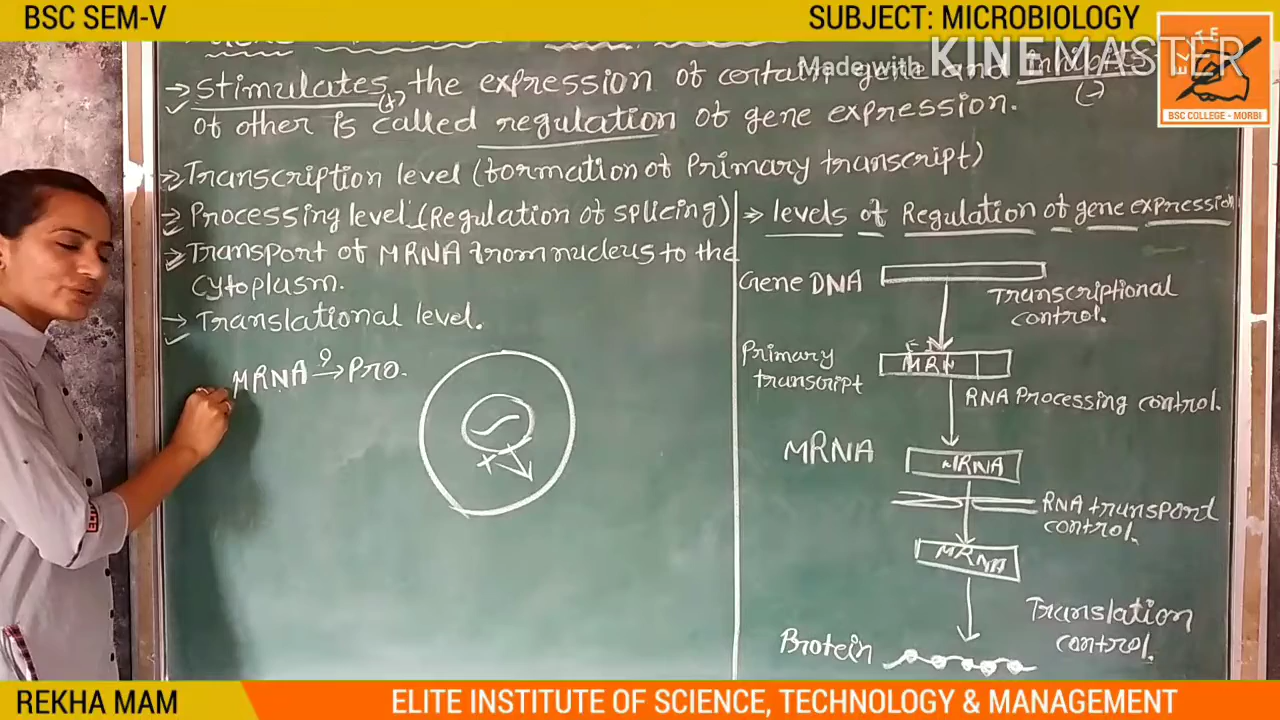 BSC SEM-V
SUBJECT: MICROBIOLOGY
Made with KINEMASTER
ELITE
BSC COLLEGE - MORBI
→ Stimulates the expression of certain gene and inhibits
(+)
(-)
of other is called regulation of gene expression.
→ Transcription level (formation of Primary transcript)
→ Processing level (Regulation of splicing)
→ Transport of MRNA from nucleus to the
cytoplasm.
→ Translational level.
MRNA → Pro.
→ levels of Regulation of gene expression
Gene DNA
Transcriptional
control.
Primary
transcript
MRN
RNA Processing control.
MRNA
MRNA
RNA transpord
control.
MRNA
Translation
control.
Protein
REKHA MAM
ELITE INSTITUTE OF SCIENCE, TECHNOLOGY & MANAGEMENT